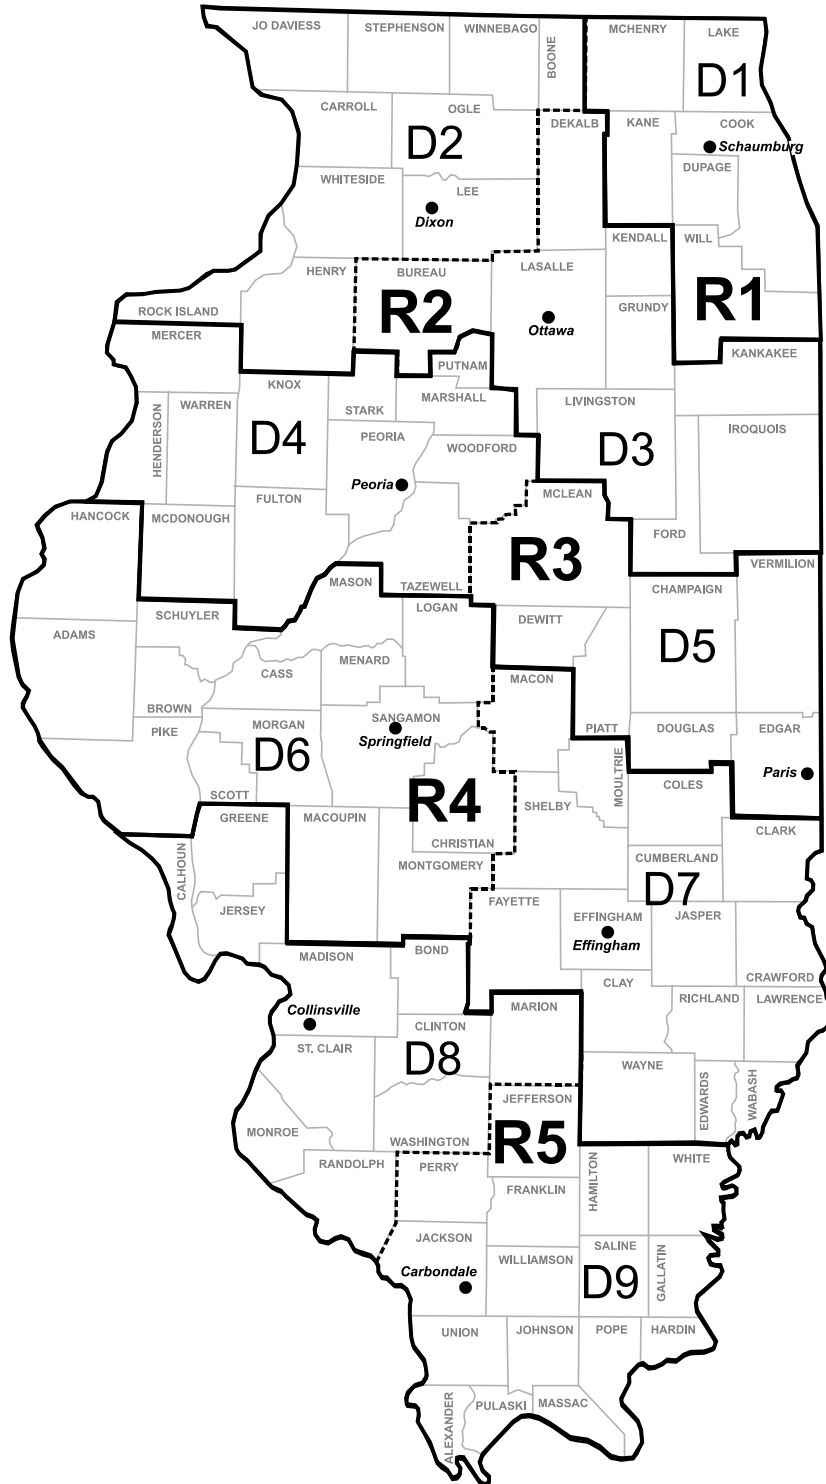 JO DAVIESS
STEPHENSON
WINNEBAGO
BOONE
MCHENRY
LAKE
D1
CARROLL
OGLE
DEKALB
KANE
COOK
D2
Schaumburg
DUPAGE
WHITESIDE
LEE
Dixon
KENDALL
WILL
HENRY
BUREAU
LASALLE
R1
R2
ROCK ISLAND
GRUNDY
Ottawa
MERCER
KANKAKEE
PUTNAM
KNOX
STARK
MARSHALL
WARREN
LIVINGSTON
HENDERSON
D4
PEORIA
WOODFORD
D3
IROQUOIS
Peoria
FULTON
MCLEAN
HANCOCK
MCDONOUGH
FORD
R3
VERMILION
MASON
TAZEWELL
CHAMPAIGN
SCHUYLER
LOGAN
DEWITT
ADAMS
D5
MENARD
CASS
MACON
BROWN
PIKE
MORGAN
SANGAMON
PIATT
DOUGLAS
EDGAR
Springfield
D6
MOULTRIE
Paris
SCOTT
R4
COLES
GREENE
MACOUPIN
SHELBY
CLARK
CHRISTIAN
CALHOUN
MONTGOMERY
CUMBERLAND
D7
FAYETTE
JERSEY
EFFINGHAM
JASPER
Effingham
MADISON
BOND
CRAWFORD
CLAY
RICHLAND
LAWRENCE
Collinsville
MARION
CLINTON
ST. CLAIR
D8
WAYNE
EDWARDS
WABASH
JEFFERSON
MONROE
WASHINGTON
R5
RANDOLPH
PERRY
HAMILTON
WHITE
FRANKLIN
JACKSON
SALINE
WILLIAMSON
GALLATIN
Carbondale
D9
UNION
JOHNSON
POPE
HARDIN
ALEXANDER
PULASKI
MASSAC